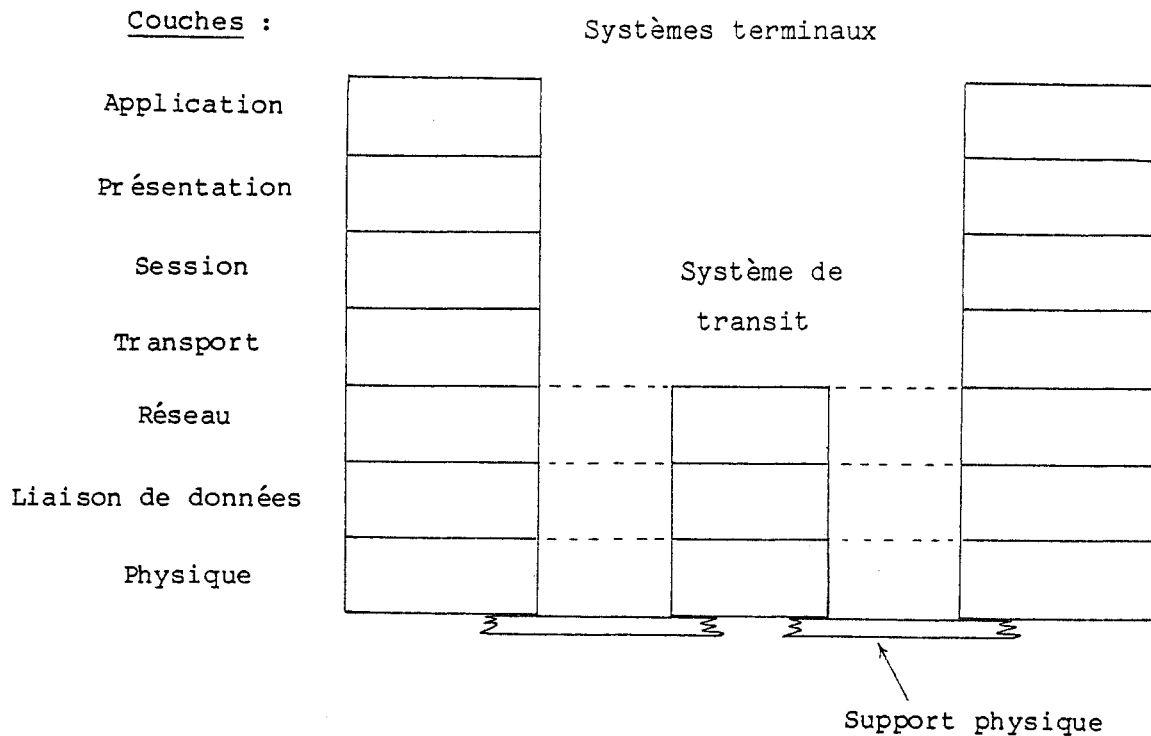 Couches :
Systèmes terminaux
Application
Présentation
Session
Système de
transit
Transport
Réseau
Liaison de données
Physique
Support physique